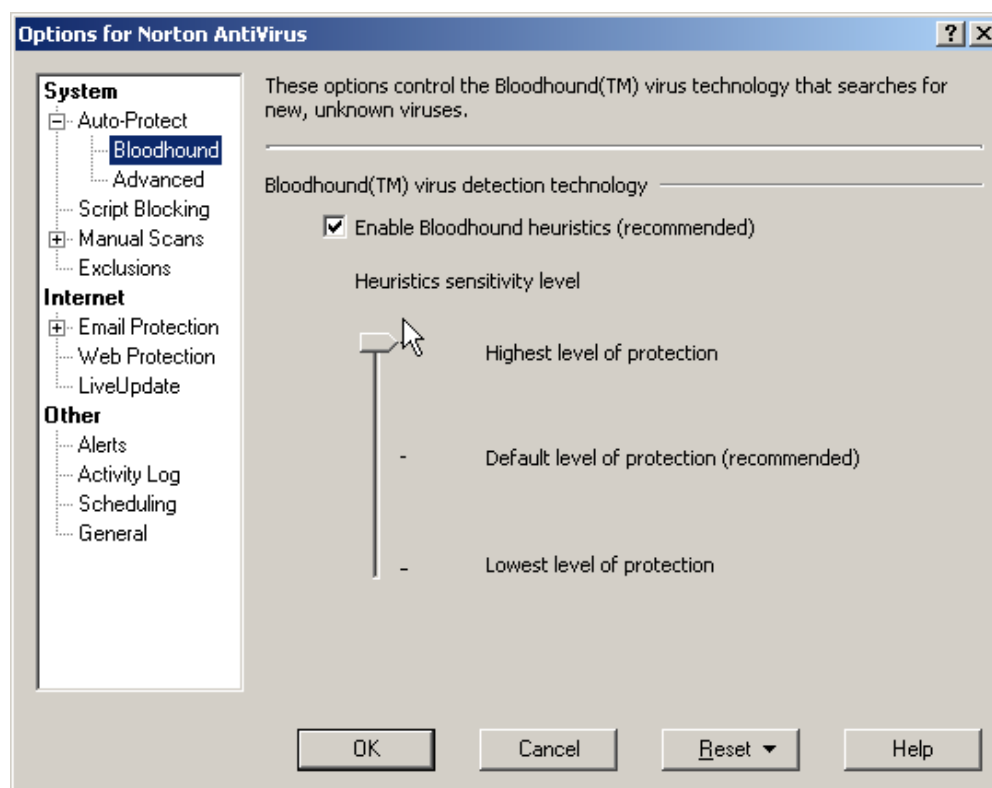 Options for Norton AntiVirus
System
Auto-Protect
Bloodhound
Advanced
Script Blocking
Manual Scans
Exclusions
Internet
Email Protection
Web Protection
LiveUpdate
Other
Alerts
Activity Log
Scheduling
General
These options control the Bloodhound(TM) virus technology that searches for
new, unknown viruses.
Bloodhound(TM) virus detection technology
Enable Bloodhound heuristics (recommended)
Heuristics sensitivity level
Highest level of protection
Default level of protection (recommended)
Lowest level of protection
OK
Cancel
Reset
Help